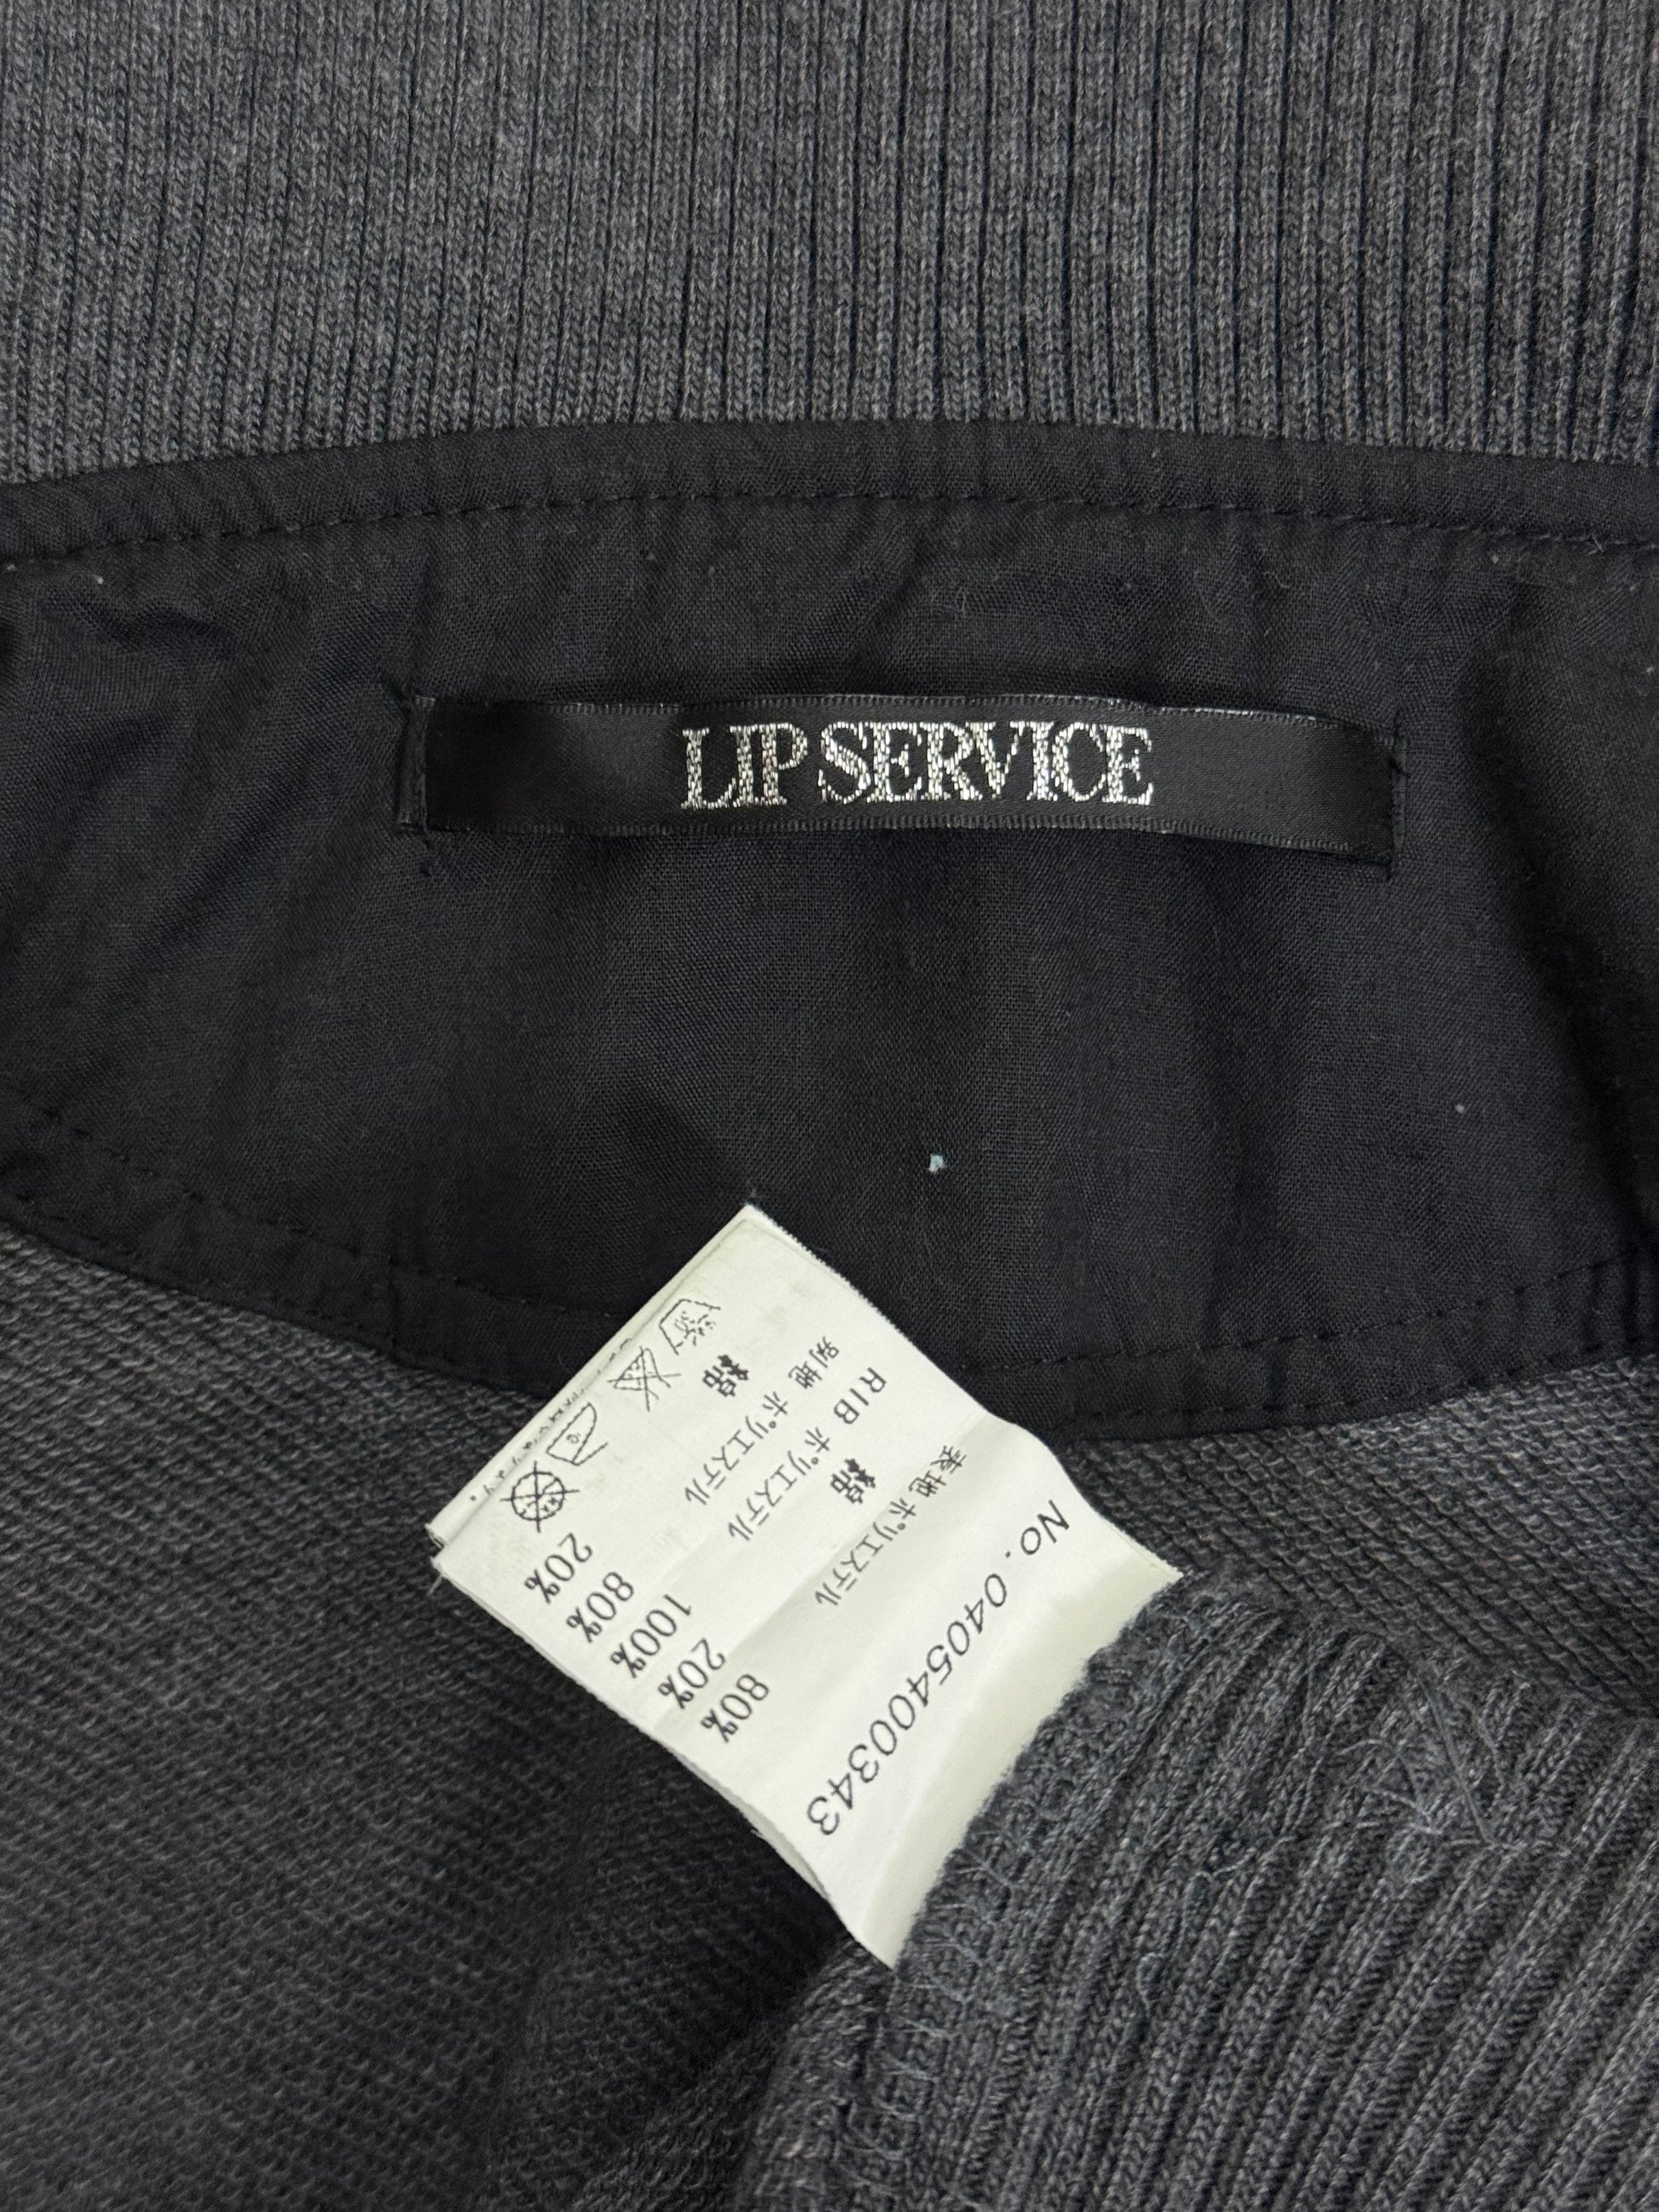 LIP SERVICE
No. 0405400343
表地 ポリエステル 80%
綿 20%
RIB ポリエステル 100%
別地 ポリエステル 80%
綿 20%